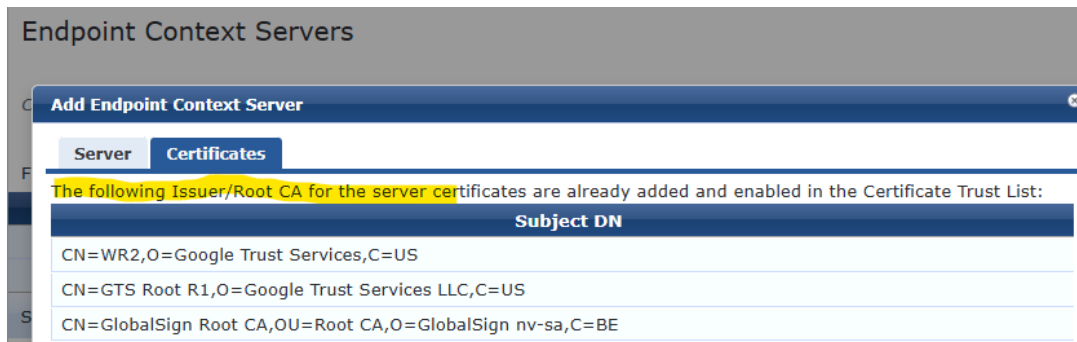 Endpoint Context Servers
Add Endpoint Context Server
Server Certificates
The following Issuer/Root CA for the server certificates are already added and enabled in the Certificate Trust List:
Subject DN
CN=WR2,O=Google Trust Services,C=US
CN=GTS Root R1,O=Google Trust Services LLC,C=US
CN=GlobalSign Root CA,OU=Root CA,O=GlobalSign nv-sa,C=BE